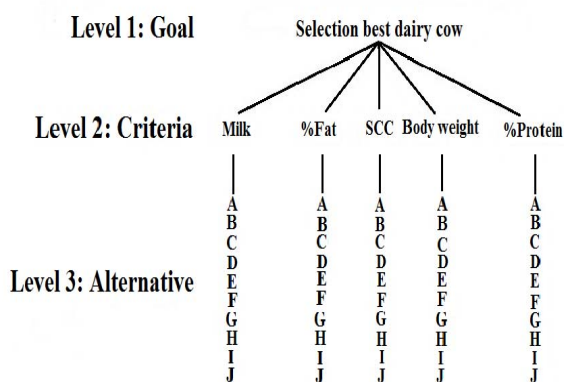 Level 1: Goal
Selection best dairy cow
Level 2: Criteria
Milk %Fat SCC Body weight %Protein
A A A A A
B B B B B
C C C C C
D D D D D
Level 3: Alternative
E E E E E
F F F F F
G G G G G
H H H H H
I I I I I
J J J J J